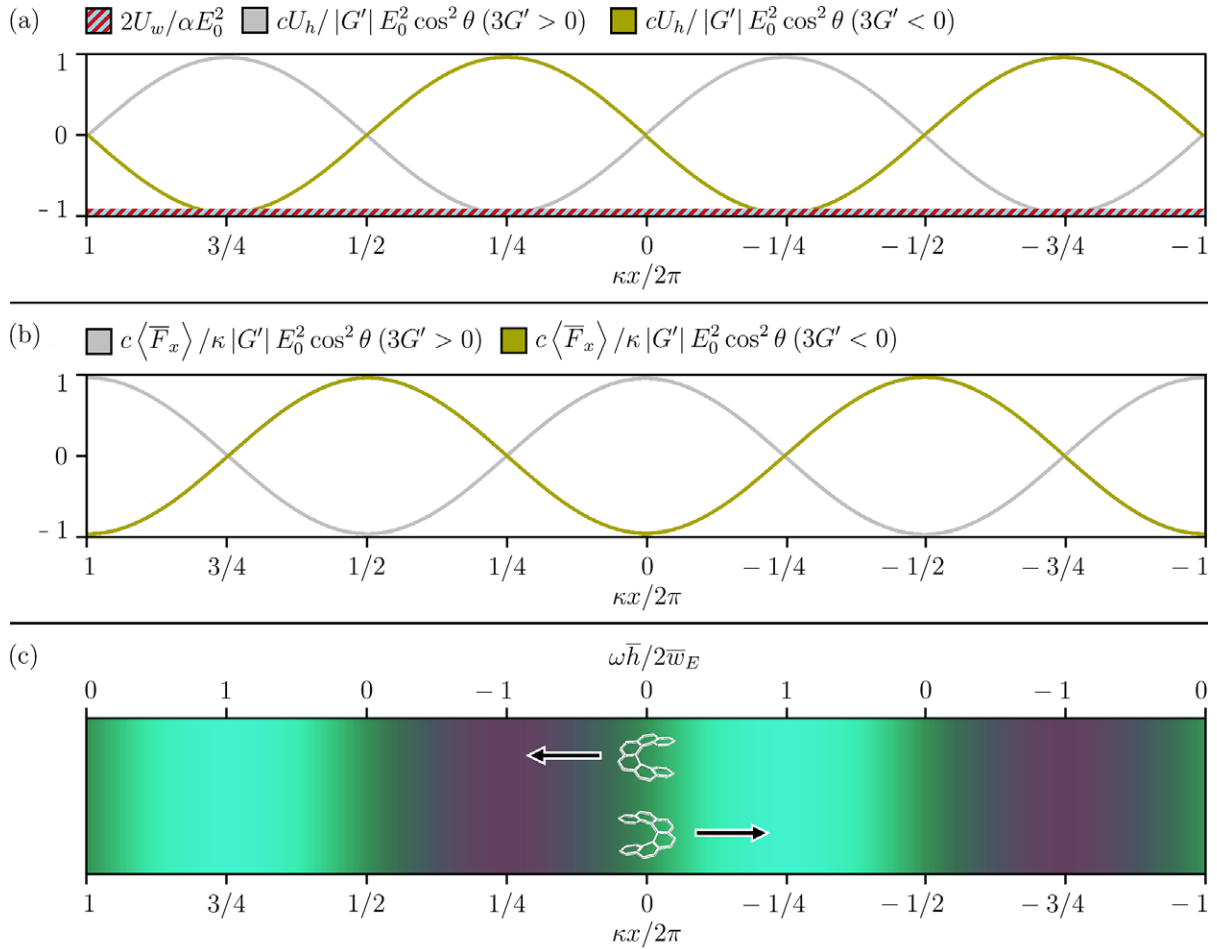 (a) 2U_w/αE_0^2 cU_h/|G′|E_0^2 cos^2 θ (3G′ > 0) cU_h/|G′|E_0^2 cos^2 θ (3G′ < 0)
1
0
- 1
1 3/4 1/2 1/4 0 − 1/4 − 1/2 − 3/4 − 1
κx/2π
(b) c⟨F̅_x⟩/κ|G′|E_0^2 cos^2 θ (3G′ > 0) c⟨F̅_x⟩/κ|G′|E_0^2 cos^2 θ (3G′ < 0)
1
0
- 1
1 3/4 1/2 1/4 0 − 1/4 − 1/2 − 3/4 − 1
κx/2π
(c) ωh̅/2w̅_E
0 1 0 − 1 0 1 0 − 1 0
1 3/4 1/2 1/4 0 − 1/4 − 1/2 − 3/4 − 1
κx/2π